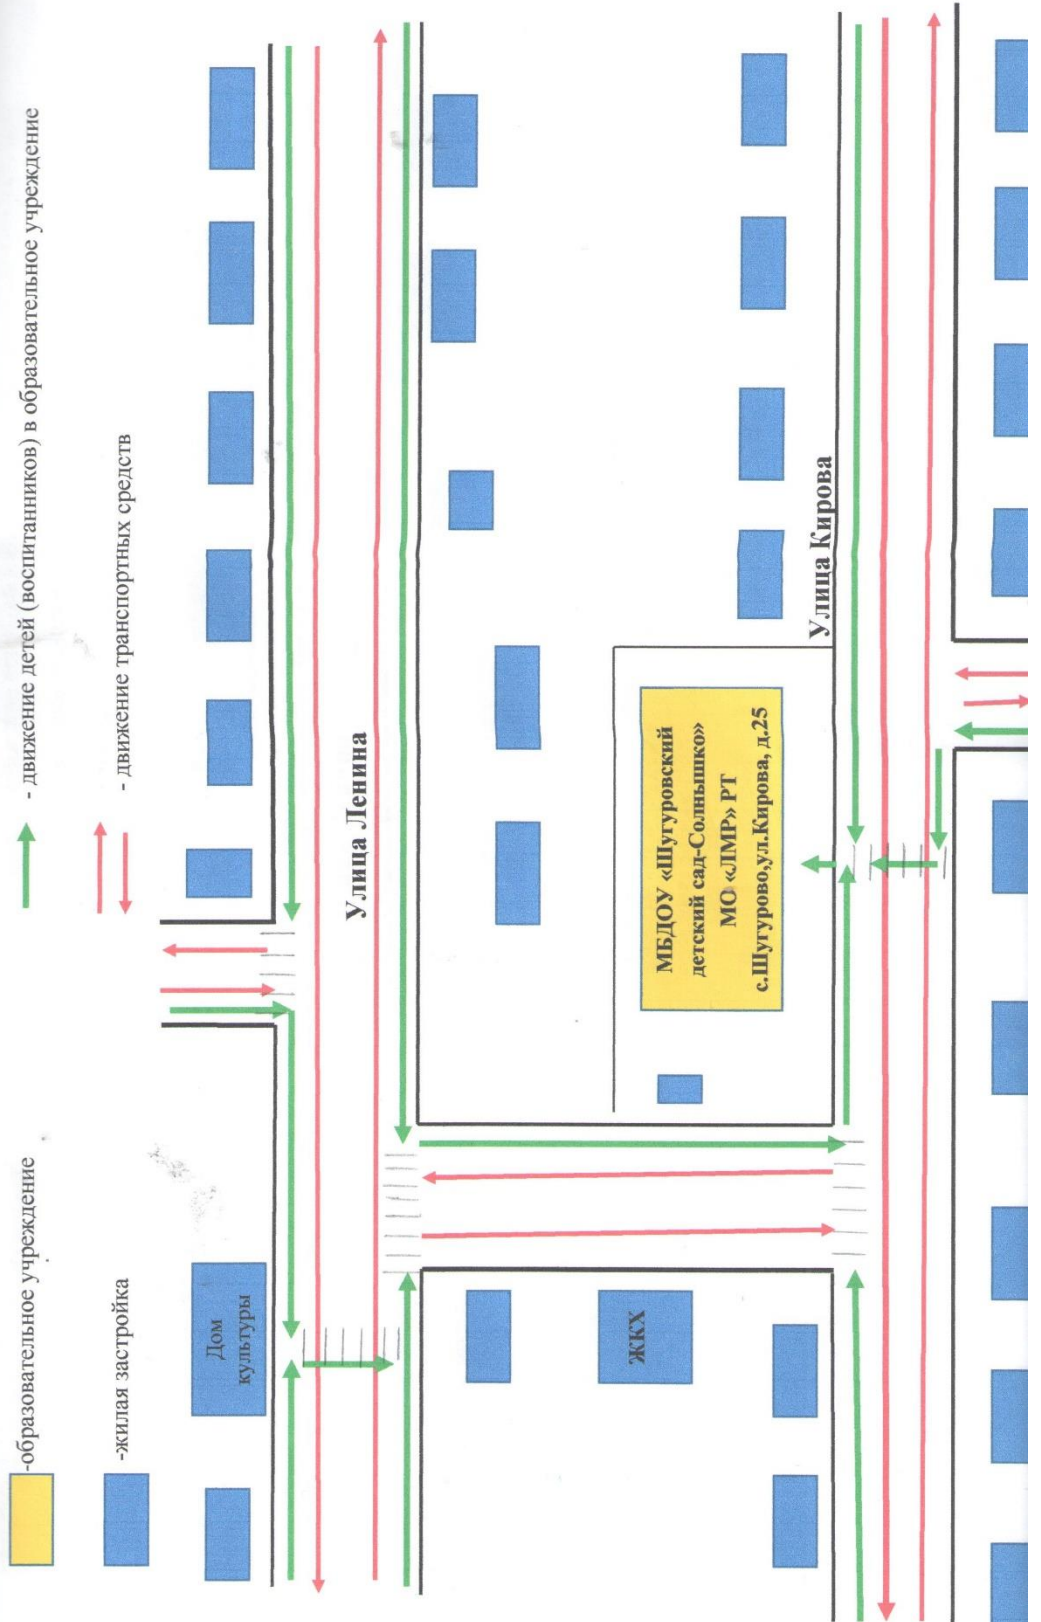 -образовательное учреждение
- движение детей (воспитанников) в образовательное учреждение
-жилая застройка
- движение транспортных средств
Дом
культуры
Улица Ленина
ЖКХ
МБДОУ «Шугуровский
детский сад-Солнышко»
МО «ЛМР» РТ
с.Шугурово,ул.Кирова, д.25
Улица Кирова